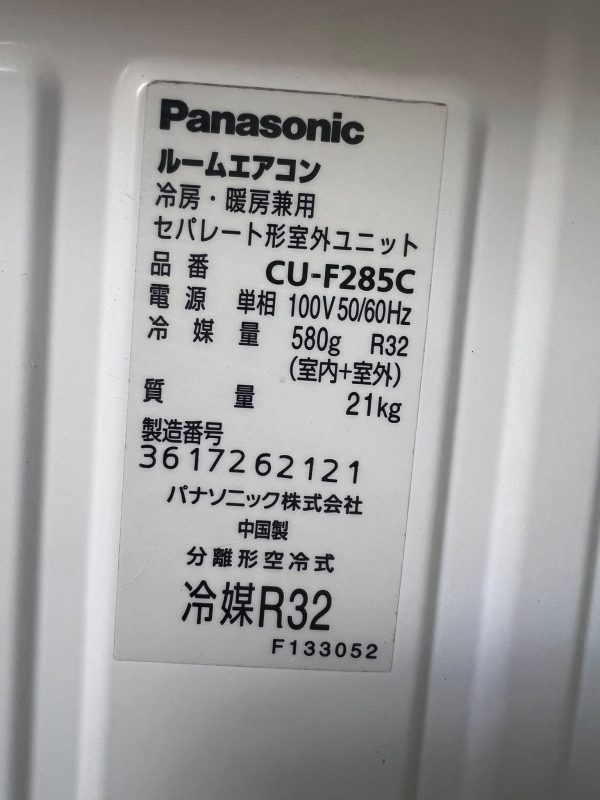 Panasonic
ルームエアコン
冷房・暖房兼用
セパレート形室外ユニット
品番 CU-F285C
電源 単相 100V 50/60Hz
冷媒量 580g R32
(室内+室外)
質量 21kg
製造番号
3617262121
パナソニック株式会社
中国製
分離形空冷式
冷媒R32
F133052